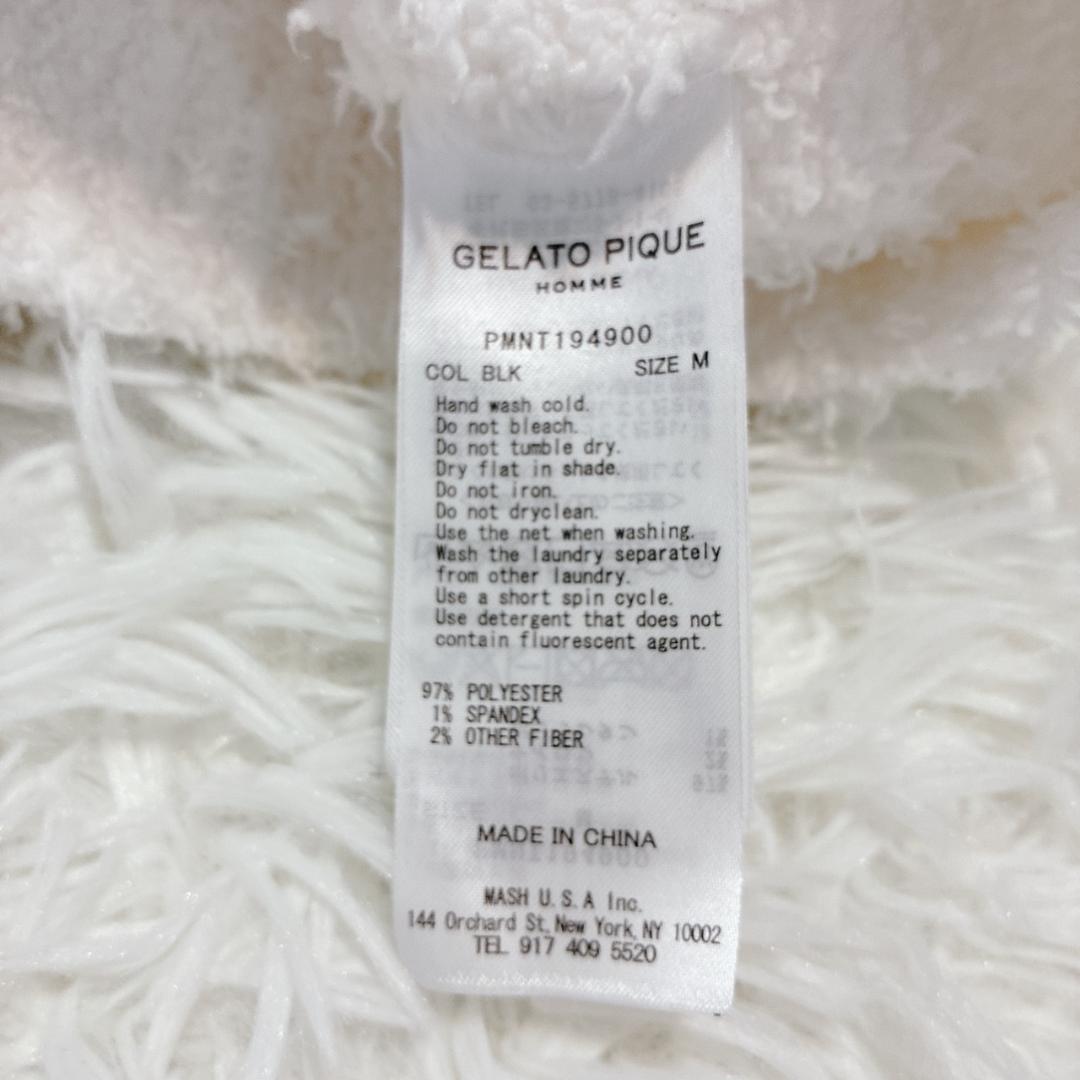 GELATO PIQUE
HOMME
PMNT194900
COL BLK SIZE M
Hand wash cold.
Do not bleach.
Do not tumble dry.
Dry flat in shade.
Do not iron.
Do not dryclean.
Use the net when washing.
Wash the laundry separately
from other laundry.
Use a short spin cycle.
Use detergent that does not
contain fluorescent agent.
97% POLYESTER
1% SPANDEX
2% OTHER FIBER
MADE IN CHINA
MASH U.S.A Inc.
144 Orchard St, New York, NY 10002
TEL 917 409 5520